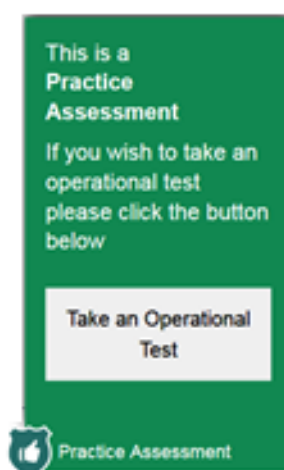 This is a
Practice
Assessment
If you wish to take an
operational test
please click the button
below
Take an Operational
Test
Practice Assessment